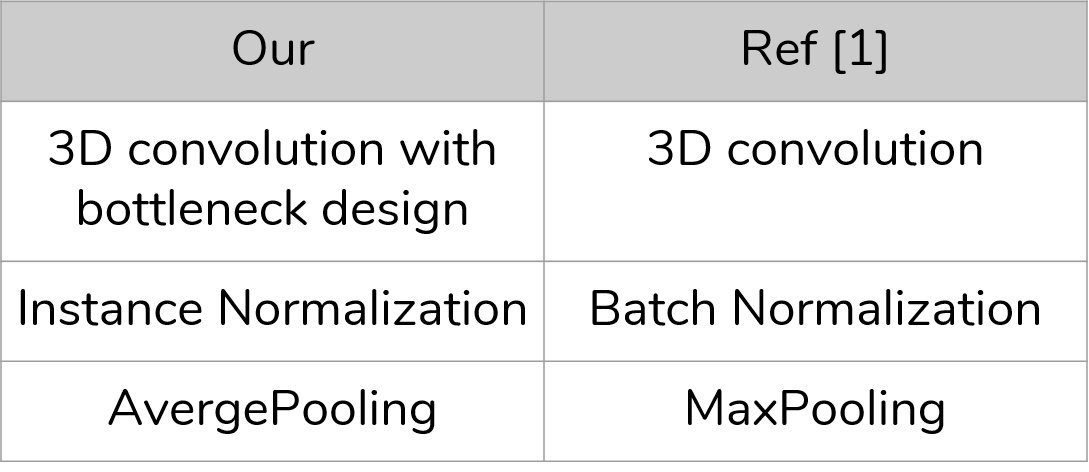 Our
Ref [1]
3D convolution with
bottleneck design
3D convolution
Instance Normalization
Batch Normalization
AvergePooling
MaxPooling